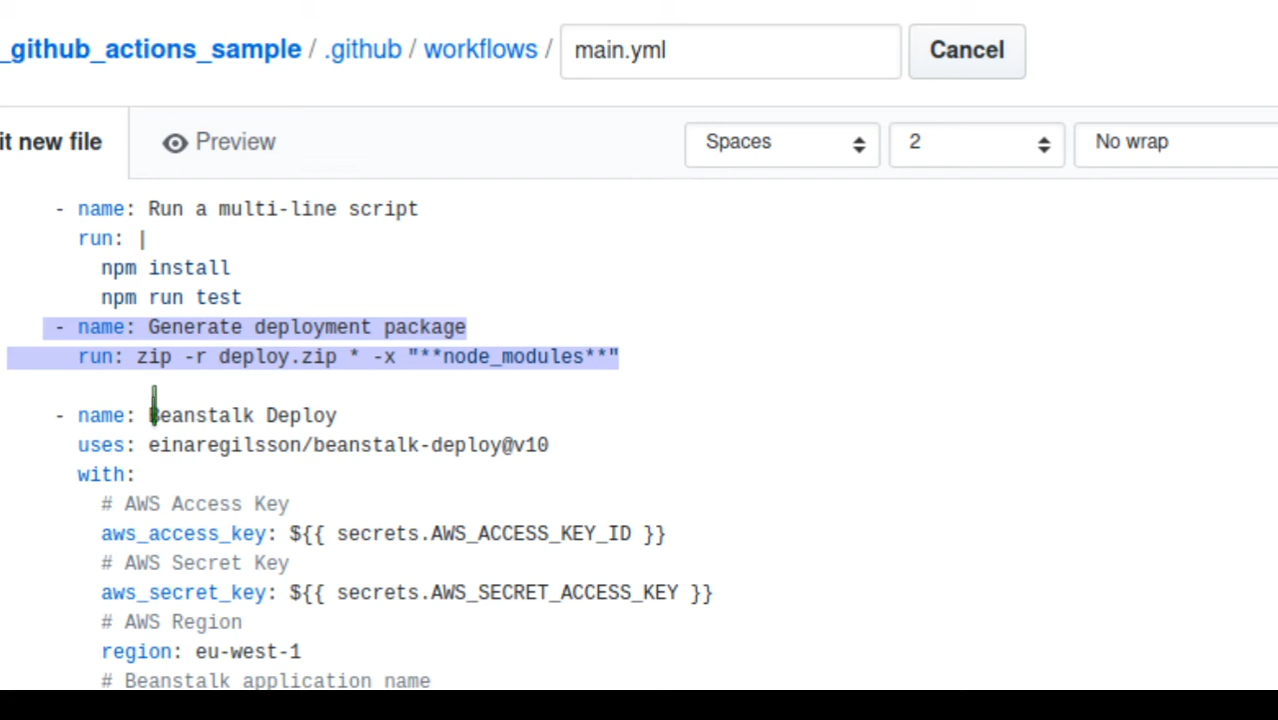 _github_actions_sample / .github / workflows / main.yml Cancel
it new file Preview Spaces 2 No wrap
- name: Run a multi-line script
run: |
npm install
npm run test
- name: Generate deployment package
run: zip -r deploy.zip * -x "**node_modules**"
- name: Beanstalk Deploy
uses: einaregilsson/beanstalk-deploy@v10
with:
# AWS Access Key
aws_access_key: ${{ secrets.AWS_ACCESS_KEY_ID }}
# AWS Secret Key
aws_secret_key: ${{ secrets.AWS_SECRET_ACCESS_KEY }}
# AWS Region
region: eu-west-1
# Beanstalk application name